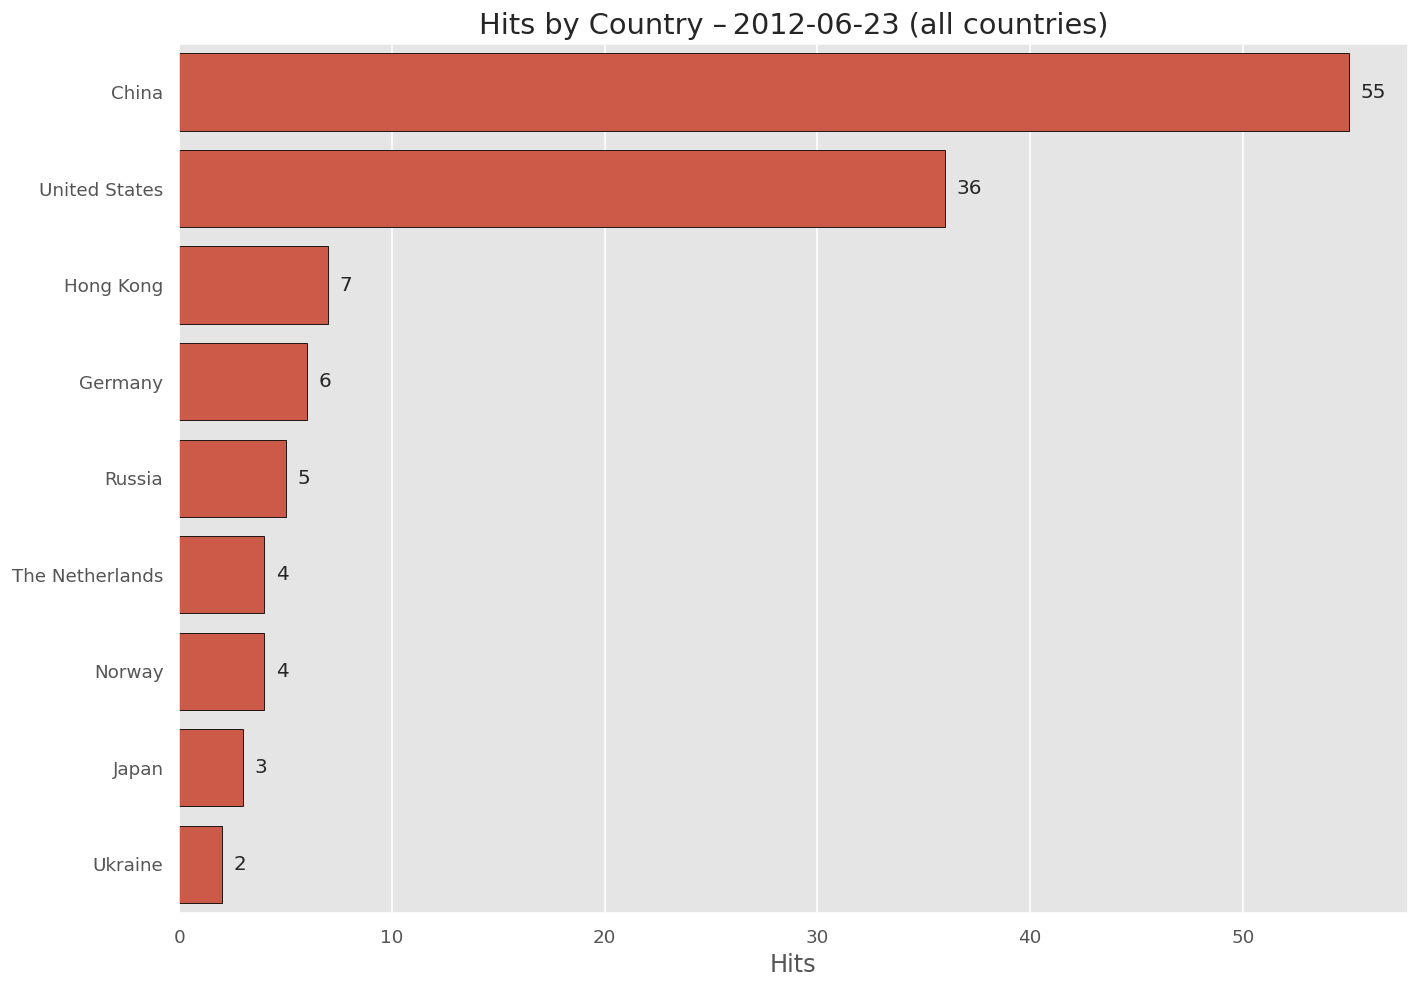 Hits by Country – 2012-06-23 (all countries)
China 55
United States 36
Hong Kong 7
Germany 6
Russia 5
The Netherlands 4
Norway 4
Japan 3
Ukraine 2
0 10 20 30 40 50
Hits